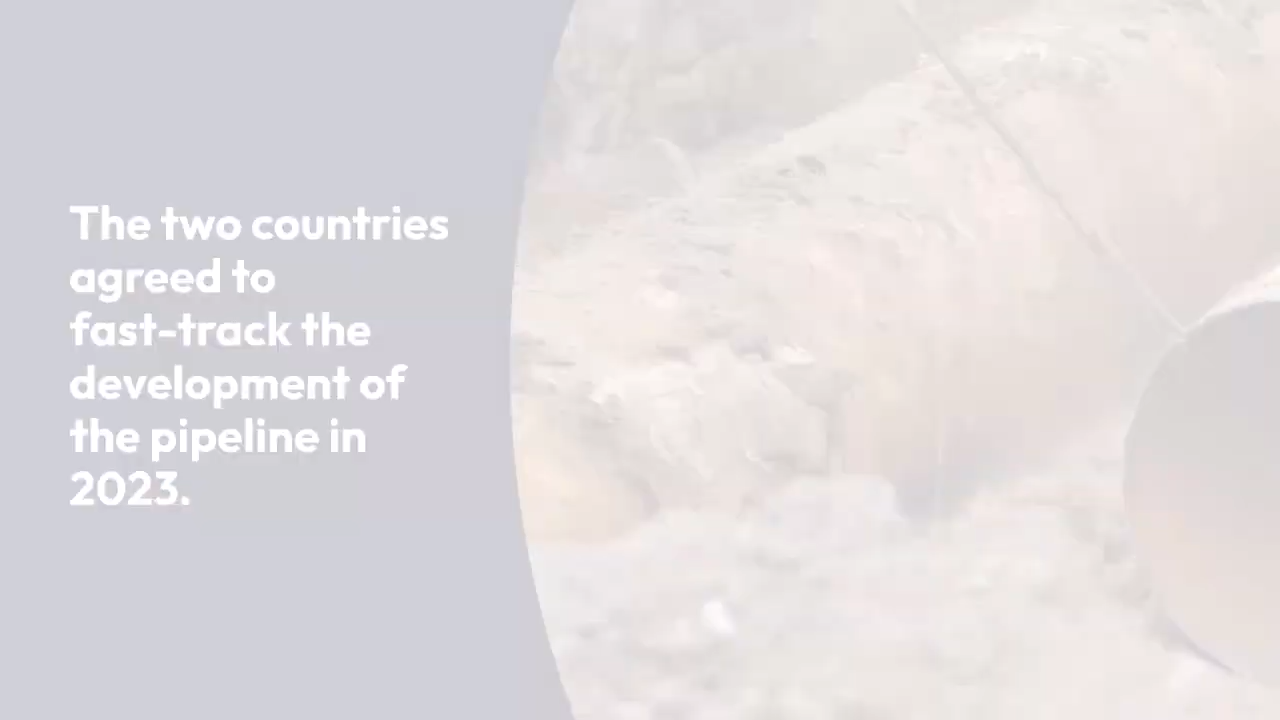 The two countries
agreed to
fast-track the
development of
the pipeline in
2023.